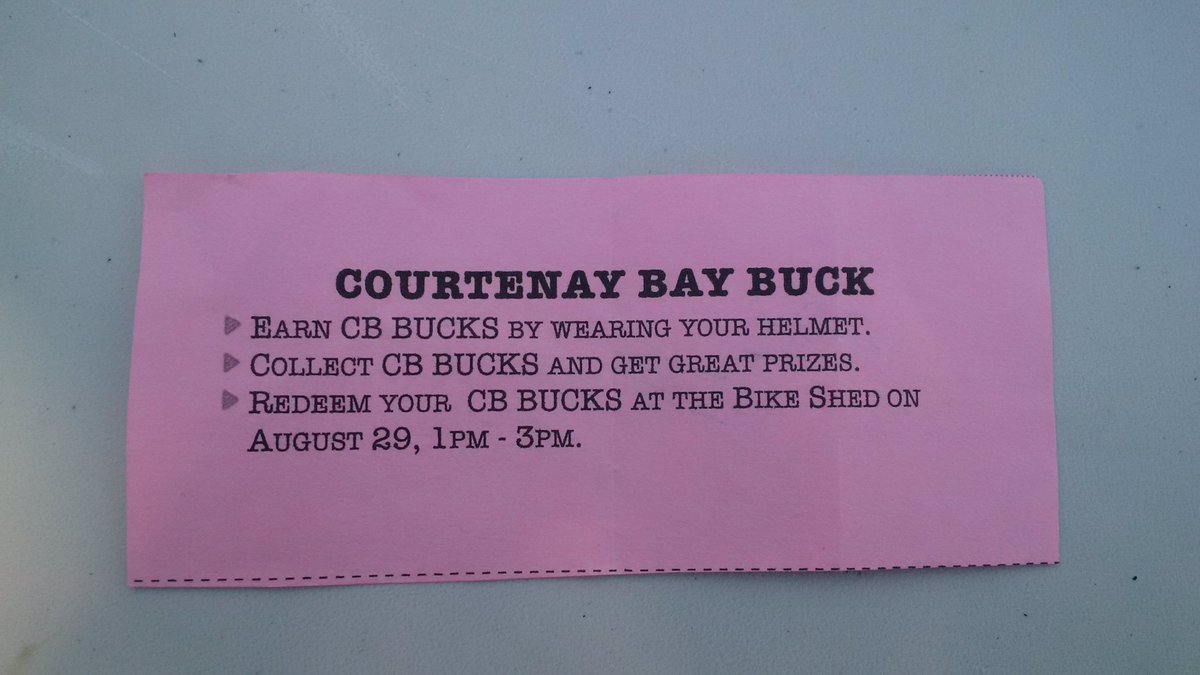 COURTENAY BAY BUCK
EARN CB BUCKS BY WEARING YOUR HELMET.
COLLECT CB BUCKS AND GET GREAT PRIZES.
REDEEM YOUR CB BUCKS AT THE BIKE SHED ON
AUGUST 29, 1PM - 3PM.